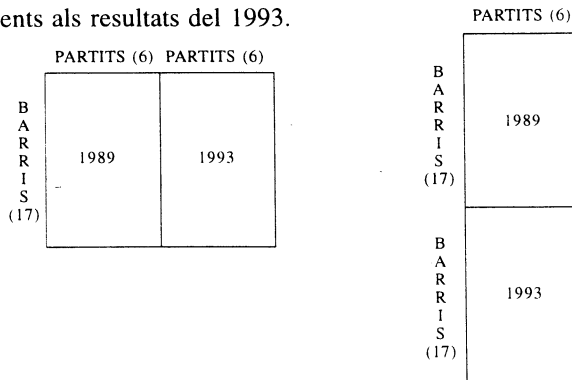 ents als resultats del 1993.
PARTITS (6) PARTITS (6)
B
A
R
R
I
S
(17)
1989 1993
PARTITS (6)
B
A
R
R
I
S
(17)
1989
B
A
R
R
I
S
(17)
1993